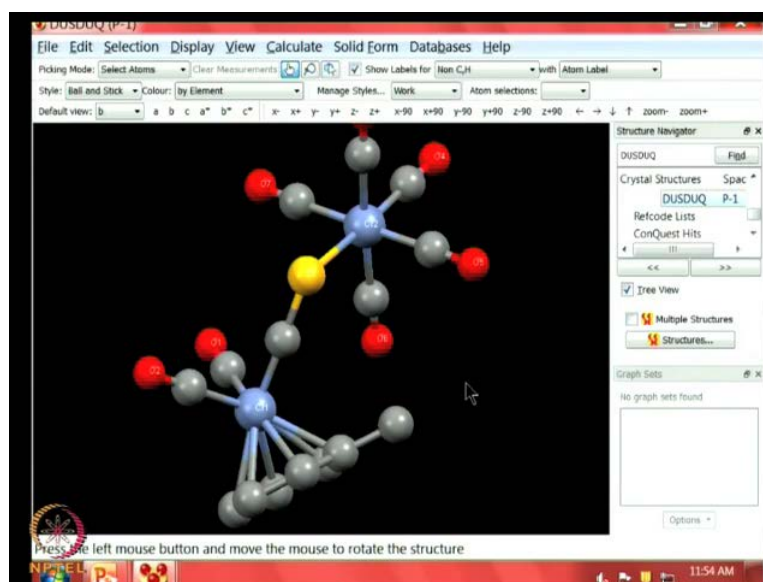 DUSDUQ (P-1)
File Edit Selection Display View Calculate Solid Form Databases Help
Picking Mode: Select Atoms Clear Measurements Show Labels for Non C,H with Atom Label
Style: Ball and Stick Colour: by Element Manage Styles... Work Atom selections:
Default view: b a b c a* b* c* x- x+ y- y+ z- z+ x-90 x+90 y-90 y+90 z-90 z+90 ← → ↓ ↑ zoom- zoom+
Structure Navigator
DUSDUQ Find
Crystal Structures Spac
DUSDUQ P-1
Refcode Lists
ConQuest Hits
<< >>
Tree View
Multiple Structures
Structures...
Graph Sets
No graph sets found
Options
O7
O4
O5
O6
O1
O2
Press the left mouse button and move the mouse to rotate the structure
NPTEL
11:54 AM